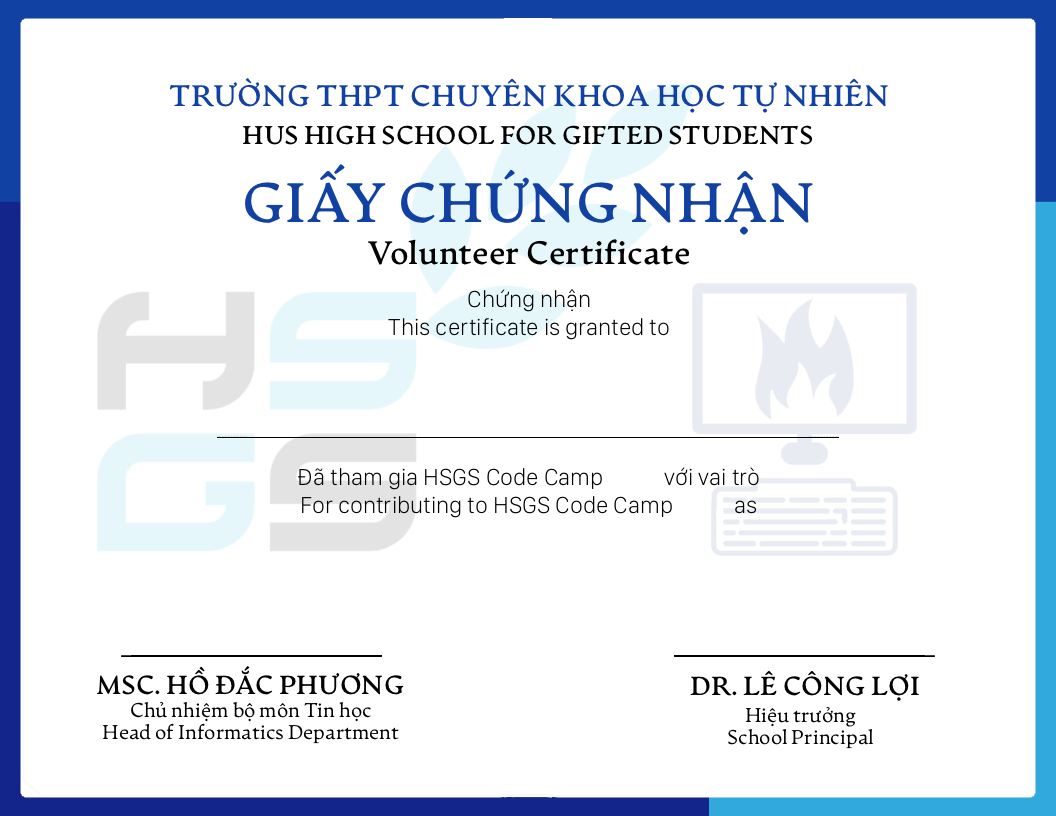 TRƯỜNG THPT CHUYÊN KHOA HỌC TỰ NHIÊN
HUS HIGH SCHOOL FOR GIFTED STUDENTS
GIẤY CHỨNG NHẬN
Volunteer Certificate
Chứng nhận
This certificate is granted to
HS
GS
Đã tham gia HSGS Code Camp với vai trò
For contributing to HSGS Code Camp as
MSC. HỒ ĐẮC PHƯƠNG
Chủ nhiệm bộ môn Tin học
Head of Informatics Department
DR. LÊ CÔNG LỢI
Hiệu trưởng
School Principal